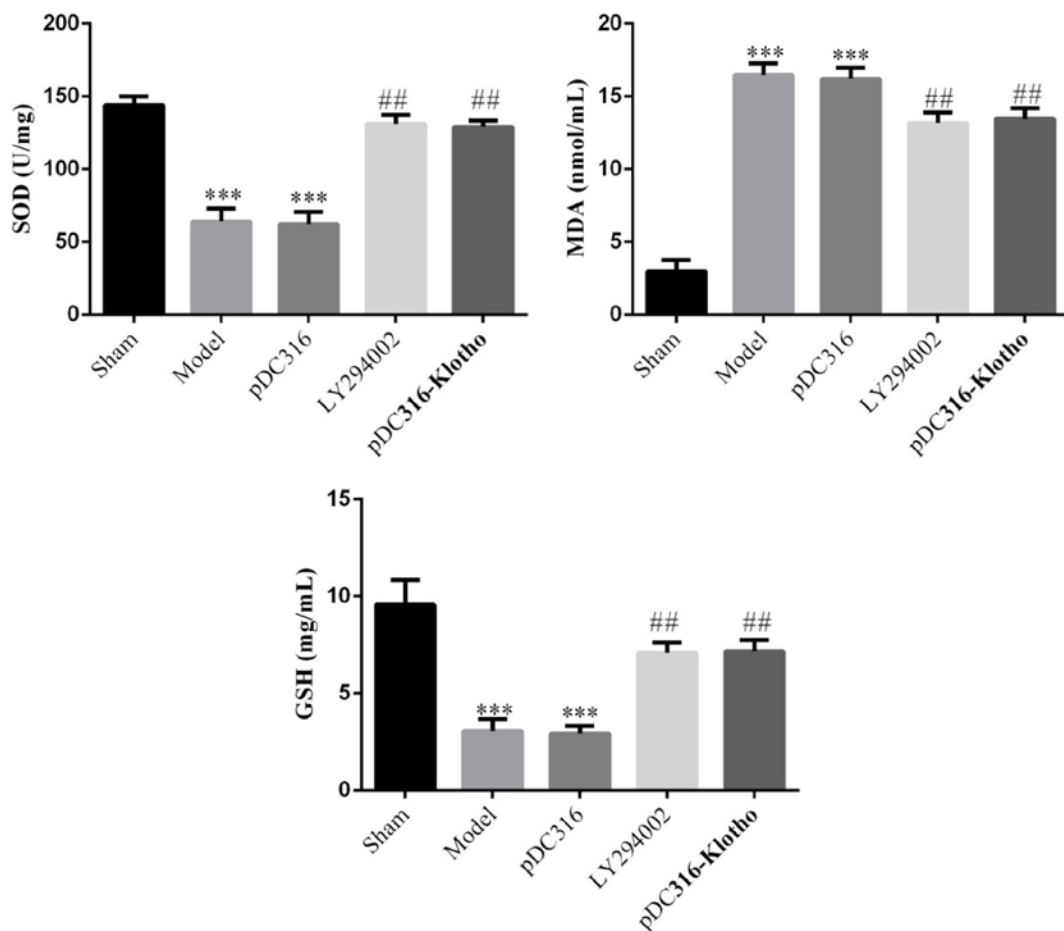 200
150
100
50
0
SOD (U/mg)
***
***
##
##
Sham
Model
pDC316
LY294002
pDC316-Klotho
20
15
10
5
0
MDA (nmol/mL)
***
***
##
##
Sham
Model
pDC316
LY294002
pDC316-Klotho
15
10
5
0
GSH (mg/mL)
***
***
##
##
Sham
Model
pDC316
LY294002
pDC316-Klotho